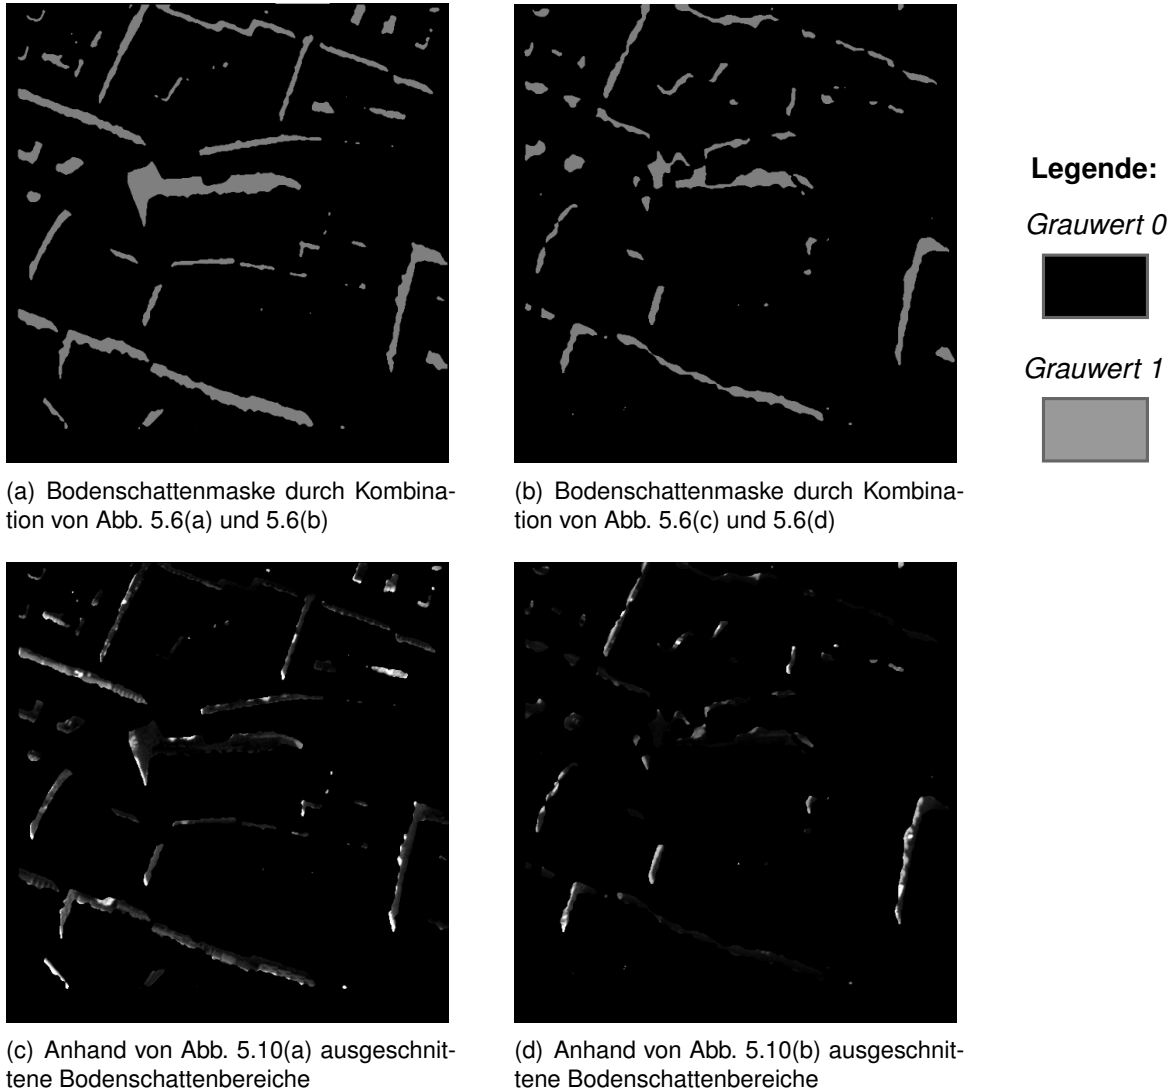 Legende:
Grauwert 0
Grauwert 1
(a) Bodenschattenmaske durch Kombina-
tion von Abb. 5.6(a) und 5.6(b)
(b) Bodenschattenmaske durch Kombina-
tion von Abb. 5.6(c) und 5.6(d)
(c) Anhand von Abb. 5.10(a) ausgeschnit-
tene Bodenschattenbereiche
(d) Anhand von Abb. 5.10(b) ausgeschnit-
tene Bodenschattenbereiche